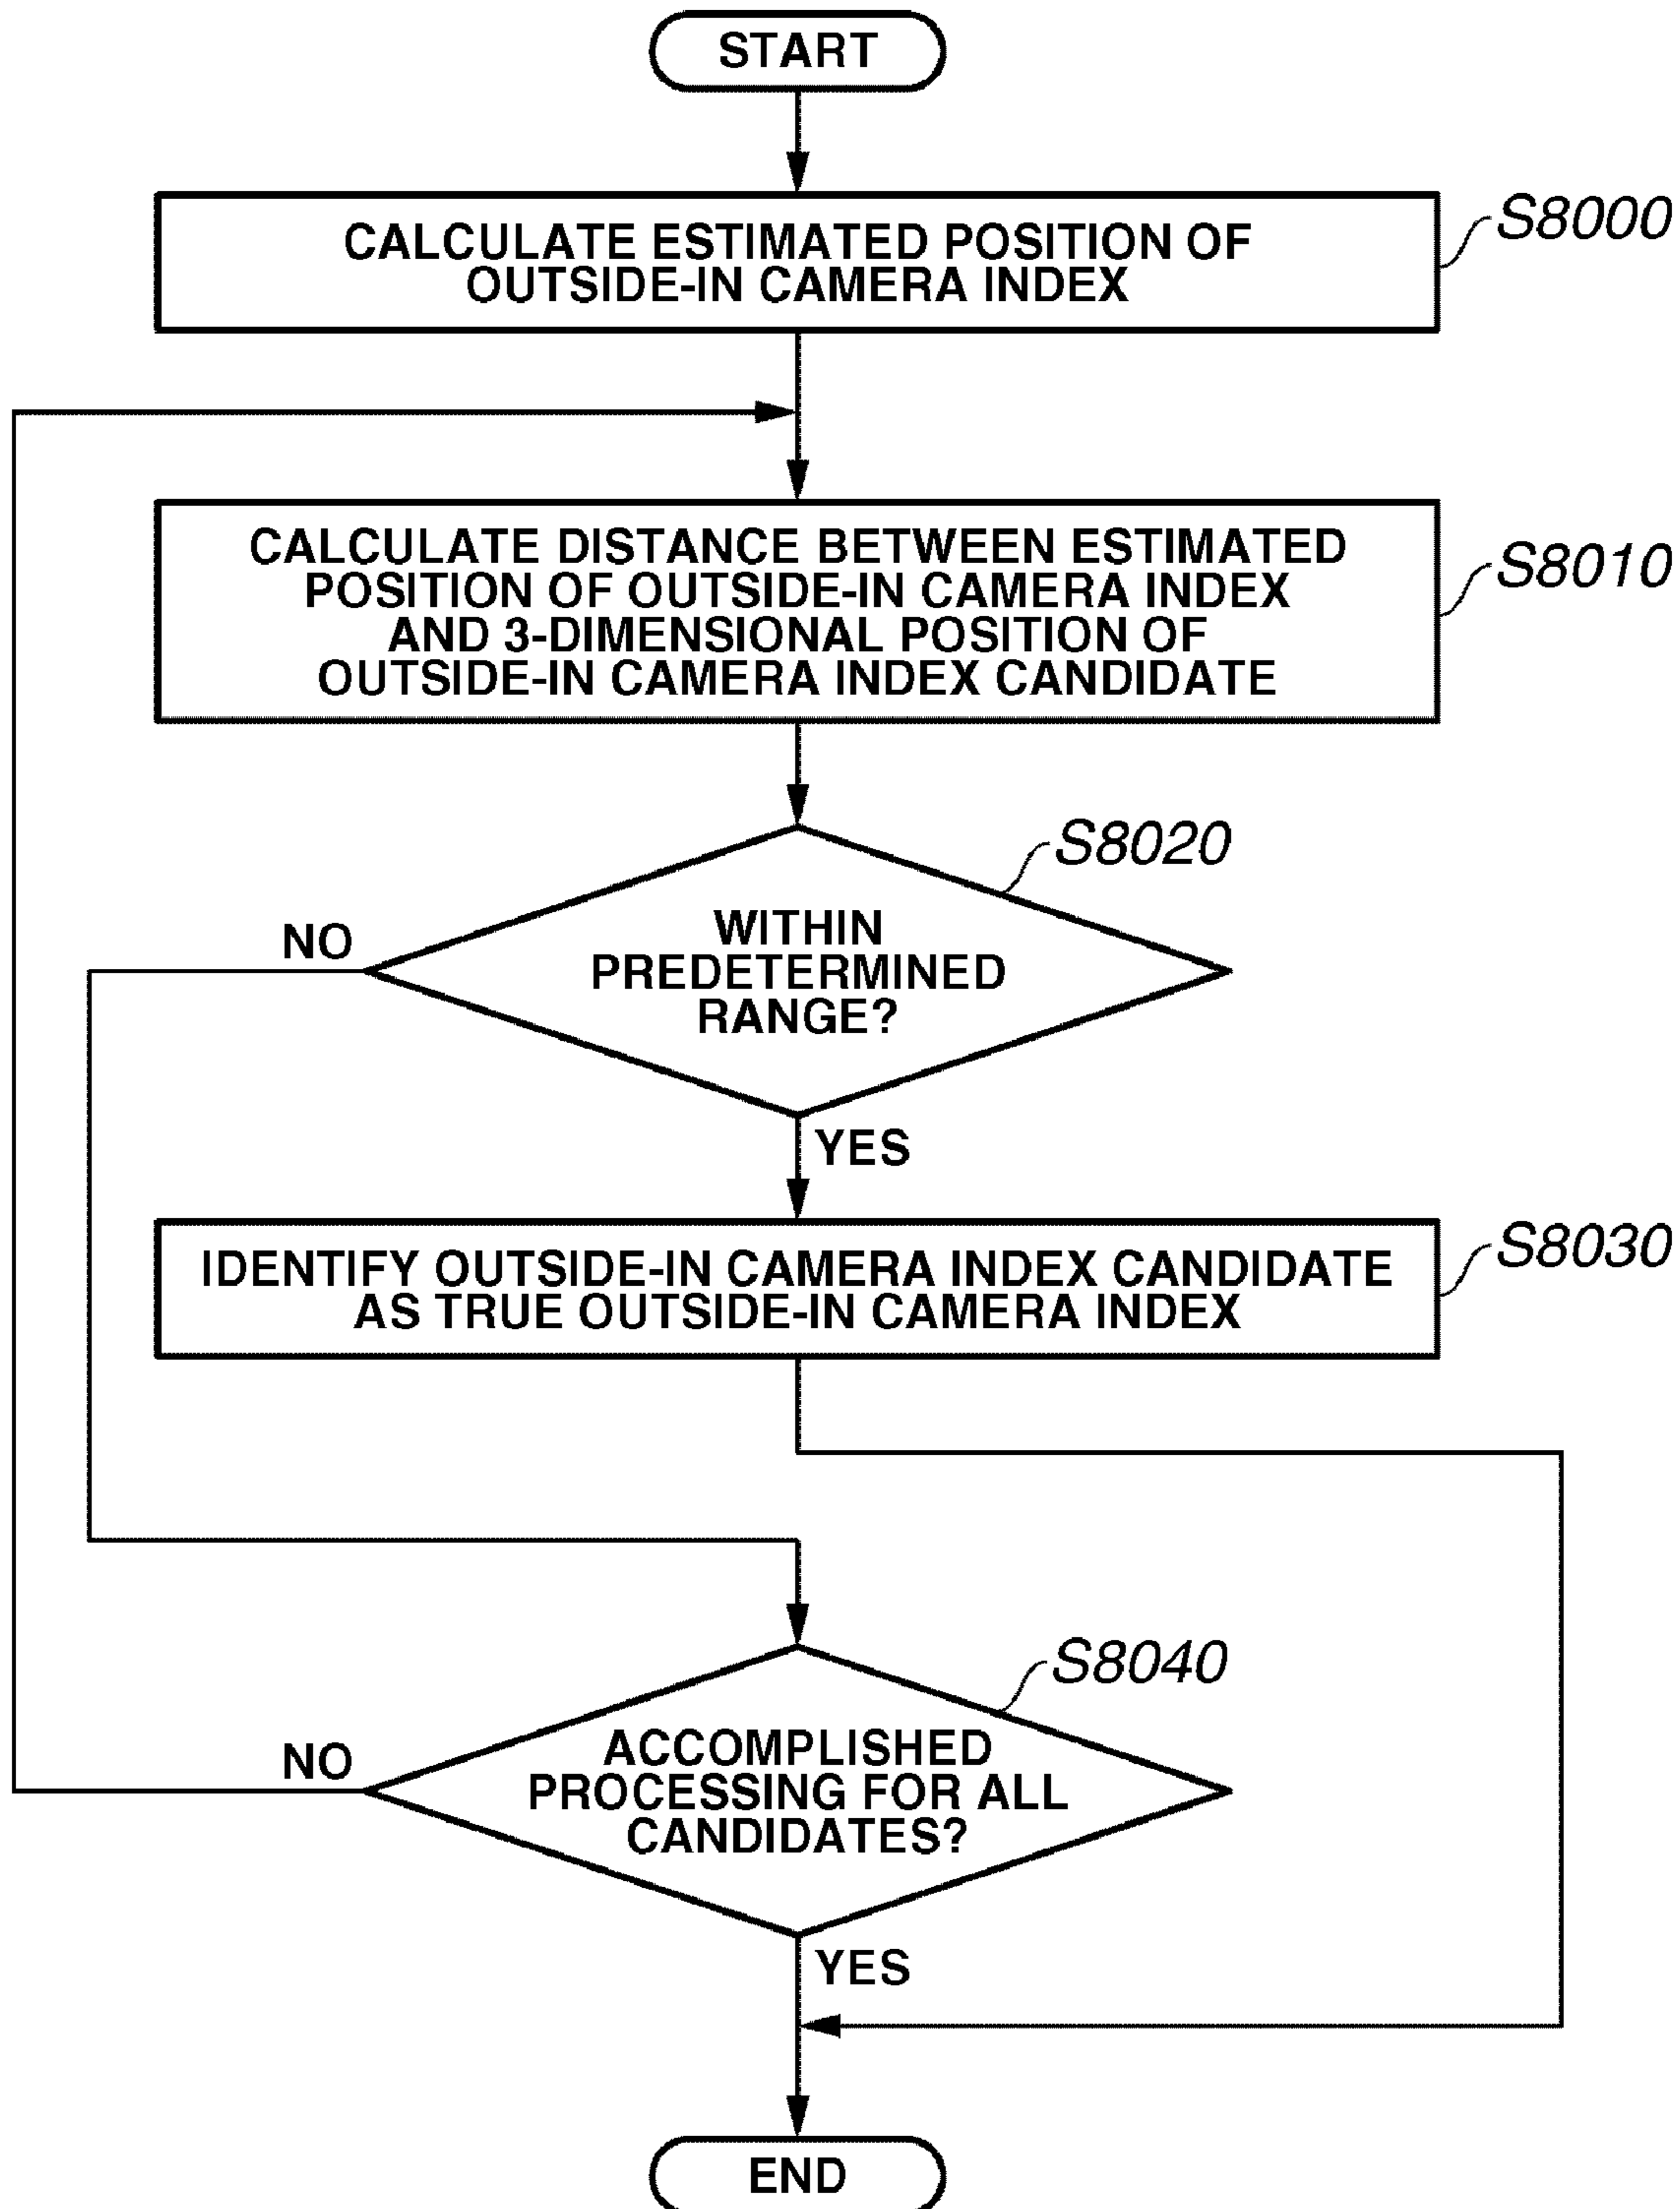 START
CALCULATE ESTIMATED POSITION OF
OUTSIDE-IN CAMERA INDEX
S8000
CALCULATE DISTANCE BETWEEN ESTIMATED
POSITION OF OUTSIDE-IN CAMERA INDEX
AND 3-DIMENSIONAL POSITION OF
OUTSIDE-IN CAMERA INDEX CANDIDATE
S8010
S8020
WITHIN
PREDETERMINED
RANGE?
NO
YES
IDENTIFY OUTSIDE-IN CAMERA INDEX CANDIDATE
AS TRUE OUTSIDE-IN CAMERA INDEX
S8030
S8040
ACCOMPLISHED
PROCESSING FOR ALL
CANDIDATES?
NO
YES
END